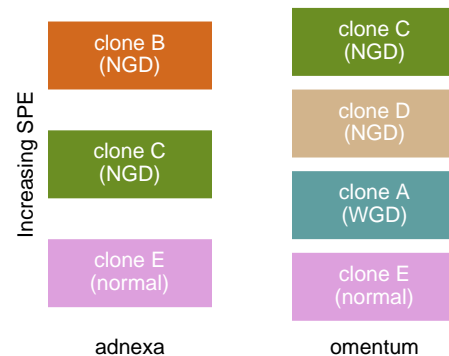 Increasing SPE
clone B
(NGD)
clone C
(NGD)
clone E
(normal)
adnexa
clone C
(NGD)
clone D
(NGD)
clone A
(WGD)
clone E
(normal)
omentum